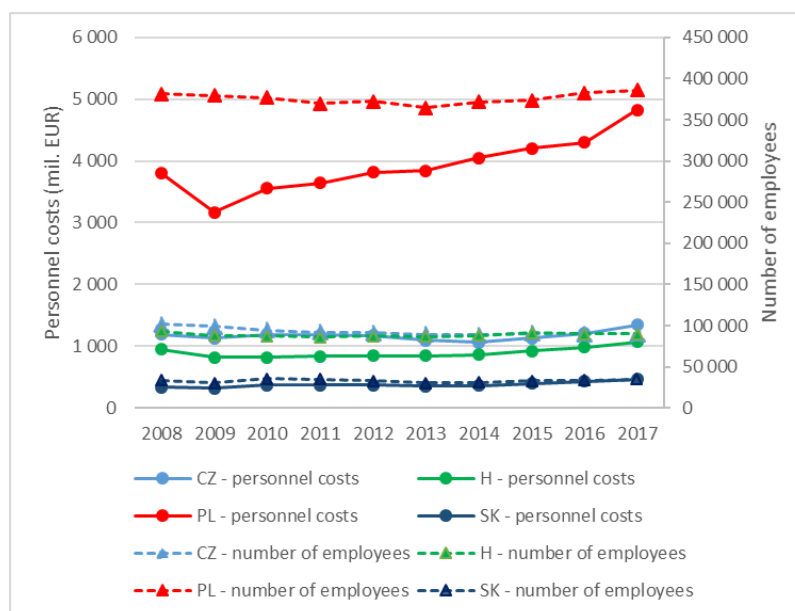 6 000
5 000
4 000
3 000
2 000
1 000
0
Personnel costs (mil. EUR)
450 000
400 000
350 000
300 000
250 000
200 000
150 000
100 000
50 000
0
Number of employees
2008 2009 2010 2011 2012 2013 2014 2015 2016 2017
CZ - personnel costs
H - personnel costs
PL - personnel costs
SK - personnel costs
CZ - number of employees
H - number of employees
PL - number of employees
SK - number of employees